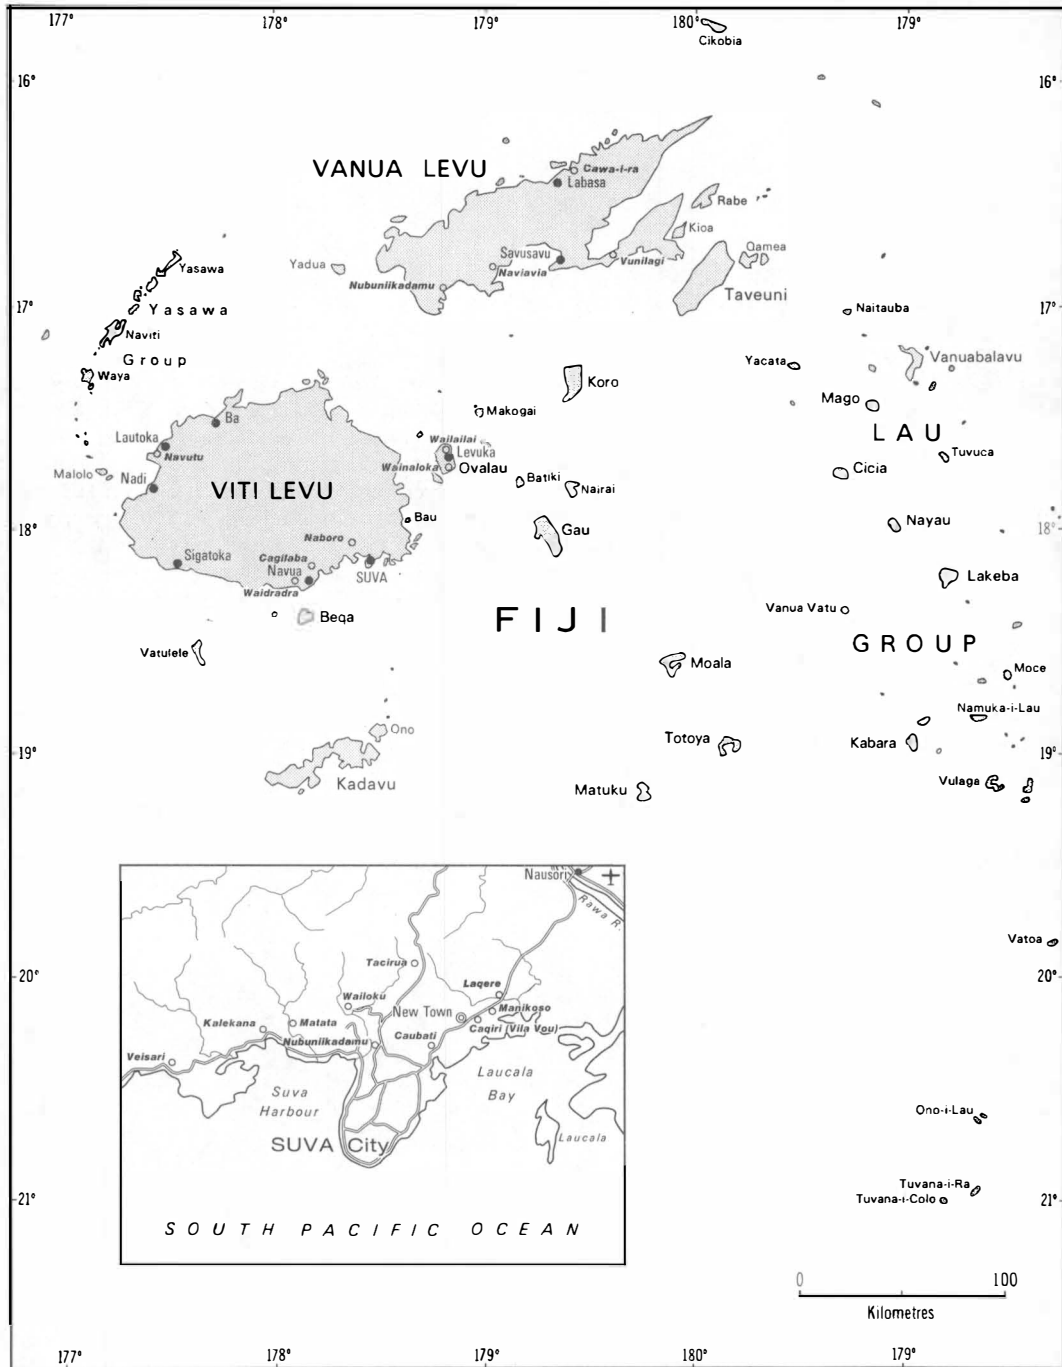 177° 178° 179° 180° 179°
Cikobia
16° 16°
VANUA LEVU
Cawa-i-ra
Labasa
Rabe
Kioa
Qamea
Savusavu
Vunilagi
Naviavia
Yadua
Nubuniikadamu
Taveuni
Yasawa
Yasawa
17° 17°
Naitauba
Naviti
Group
Waya
Yacata
Vanuabalavu
Koro
Makogai
Mago
LAU
Ba
Lautoka
Navutu
Wailailai
Levuka
Wainaloka
Ovalau
Tuvuca
Malolo
Nadi
VITI LEVU
Batiki
Nairai
Cicia
Bau
Gau
Nayau
18° 18°
Naboro
Sigatoka
Cagilaba
Navua
SUVA
Waidradra
Lakeba
Beqa
FIJI
Vanua Vatu
GROUP
Vatulele
Moala
Moce
Namuka-i-Lau
Ono
Totoya
Kabara
19° 19°
Kadavu
Matuku
Vulaga
Nausori
Rawa R.
Vatoa
Tacirua
20° 20°
Laqere
Wailoku
New Town
Manikoso
Kalekana
Matata
Caqiri (Vila Vou)
Nubuniikadamu
Caubati
Veisari
Laucala
Bay
Suva
Harbour
Ono-i-Lau
SUVA City
Laucala
Tuvana-i-Ra
Tuvana-i-Colo
21° 21°
SOUTH PACIFIC OCEAN
0 100
Kilometres
177° 178° 179° 180° 179°